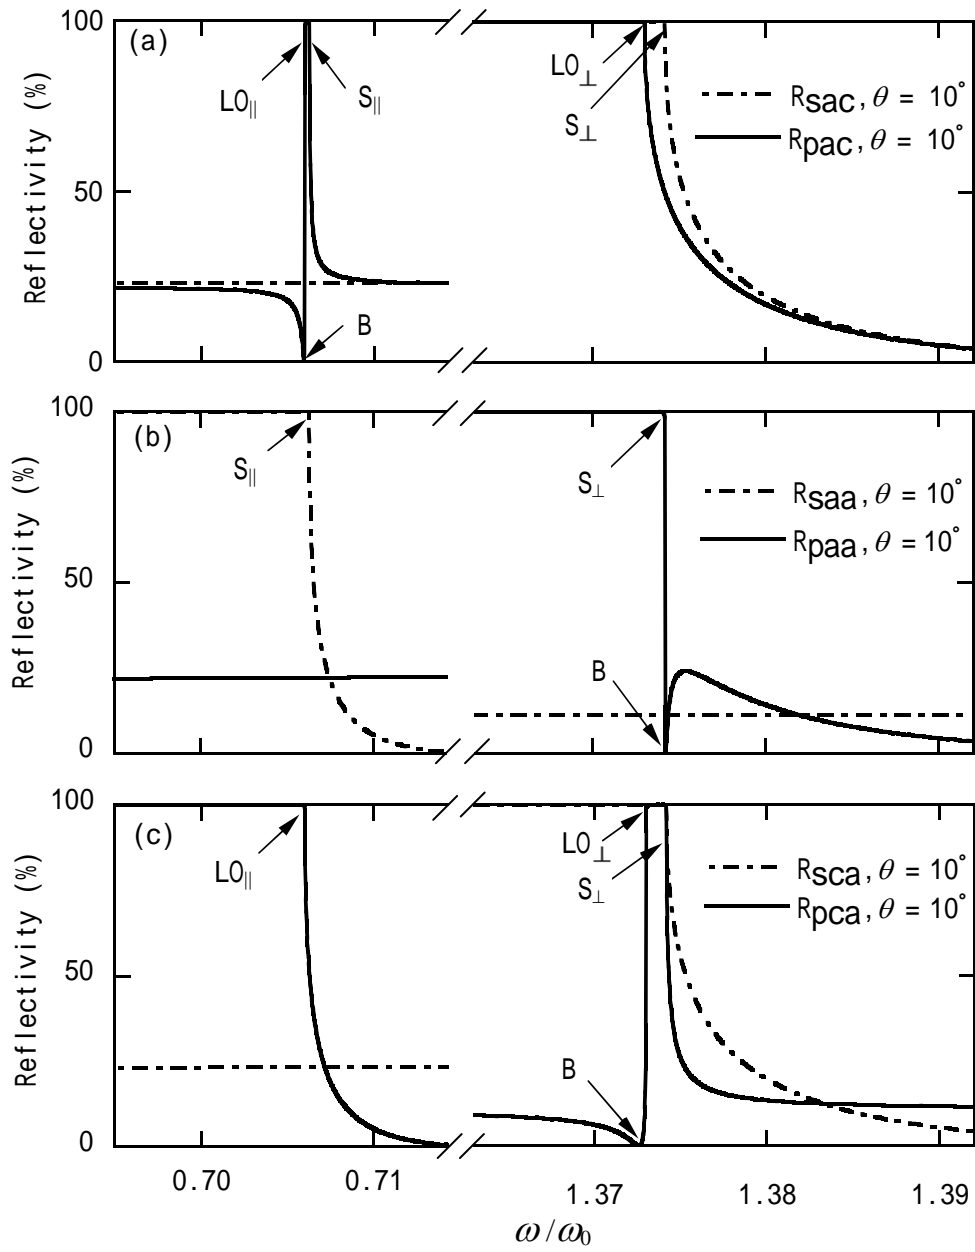 100
(a)
LO∥
S∥
LO⊥
S⊥
Rsac, θ = 10°
Rpac, θ = 10°
50
Reflectivity (%)
B
0
100
(b)
S∥
S⊥
Rsaa, θ = 10°
Rpaa, θ = 10°
50
Reflectivity (%)
B
0
100
(c)
LO∥
LO⊥
S⊥
Rsca, θ = 10°
Rpca, θ = 10°
50
Reflectivity (%)
B
0
0.70 0.71 1.37 1.38 1.39
ω/ω0